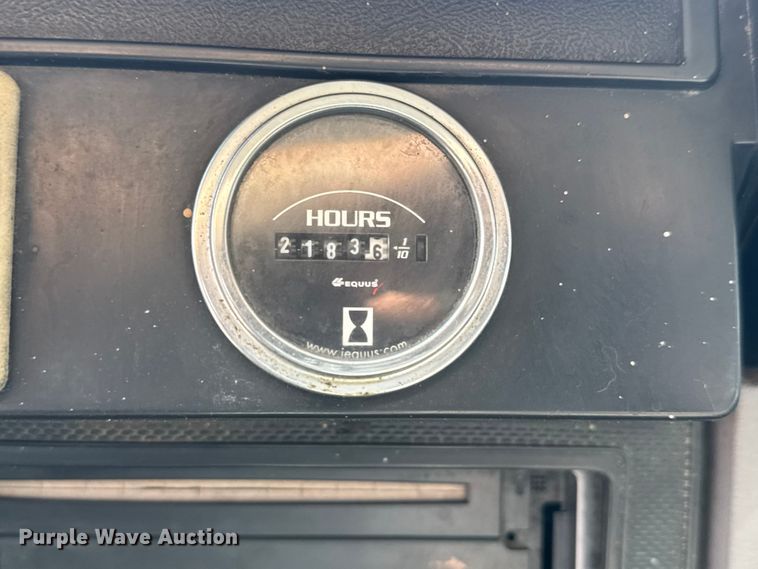 HOURS
2 1 8 3 6 1/10
EQUUS
www.iequus.com
Purple Wave Auction